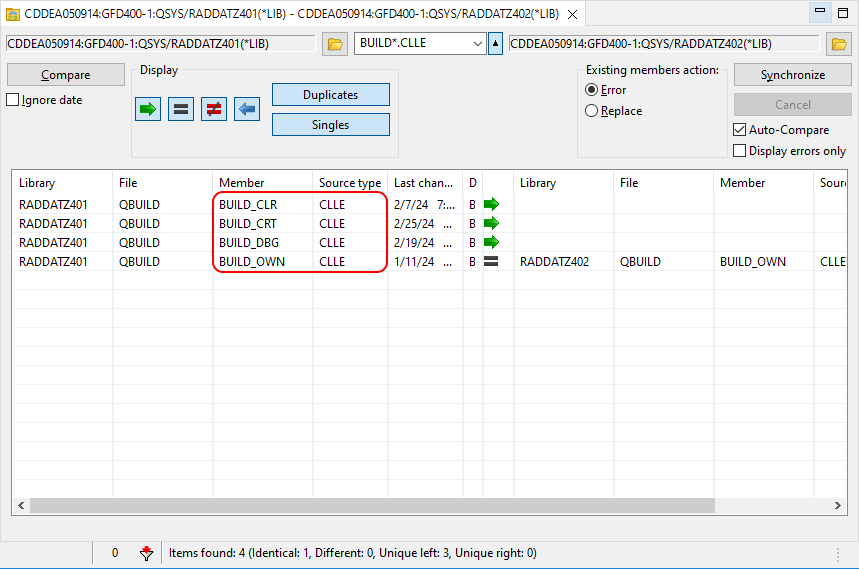 CDDEA050914:GFD400-1:QSYS/RADDATZ401(*LIB) - CDDEA050914:GFD400-1:QSYS/RADDATZ402(*LIB)
CDDEA050914:GFD400-1:QSYS/RADDATZ401(*LIB) BUILD*.CLLE CDDEA050914:GFD400-1:QSYS/RADDATZ402(*LIB)
Compare Display Existing members action: Synchronize
Ignore date Duplicates Error Cancel
Singles Replace Auto-Compare
Display errors only
Library File Member Source type Last chan... D Library File Member Sourc
RADDATZ401 QBUILD BUILD_CLR CLLE 2/7/24 7:... B
RADDATZ401 QBUILD BUILD_CRT CLLE 2/25/24 ... B
RADDATZ401 QBUILD BUILD_DBG CLLE 2/19/24 ... B
RADDATZ401 QBUILD BUILD_OWN CLLE 1/11/24 ... B RADDATZ402 QBUILD BUILD_OWN CLLE
0 Items found: 4 (Identical: 1, Different: 0, Unique left: 3, Unique right: 0)